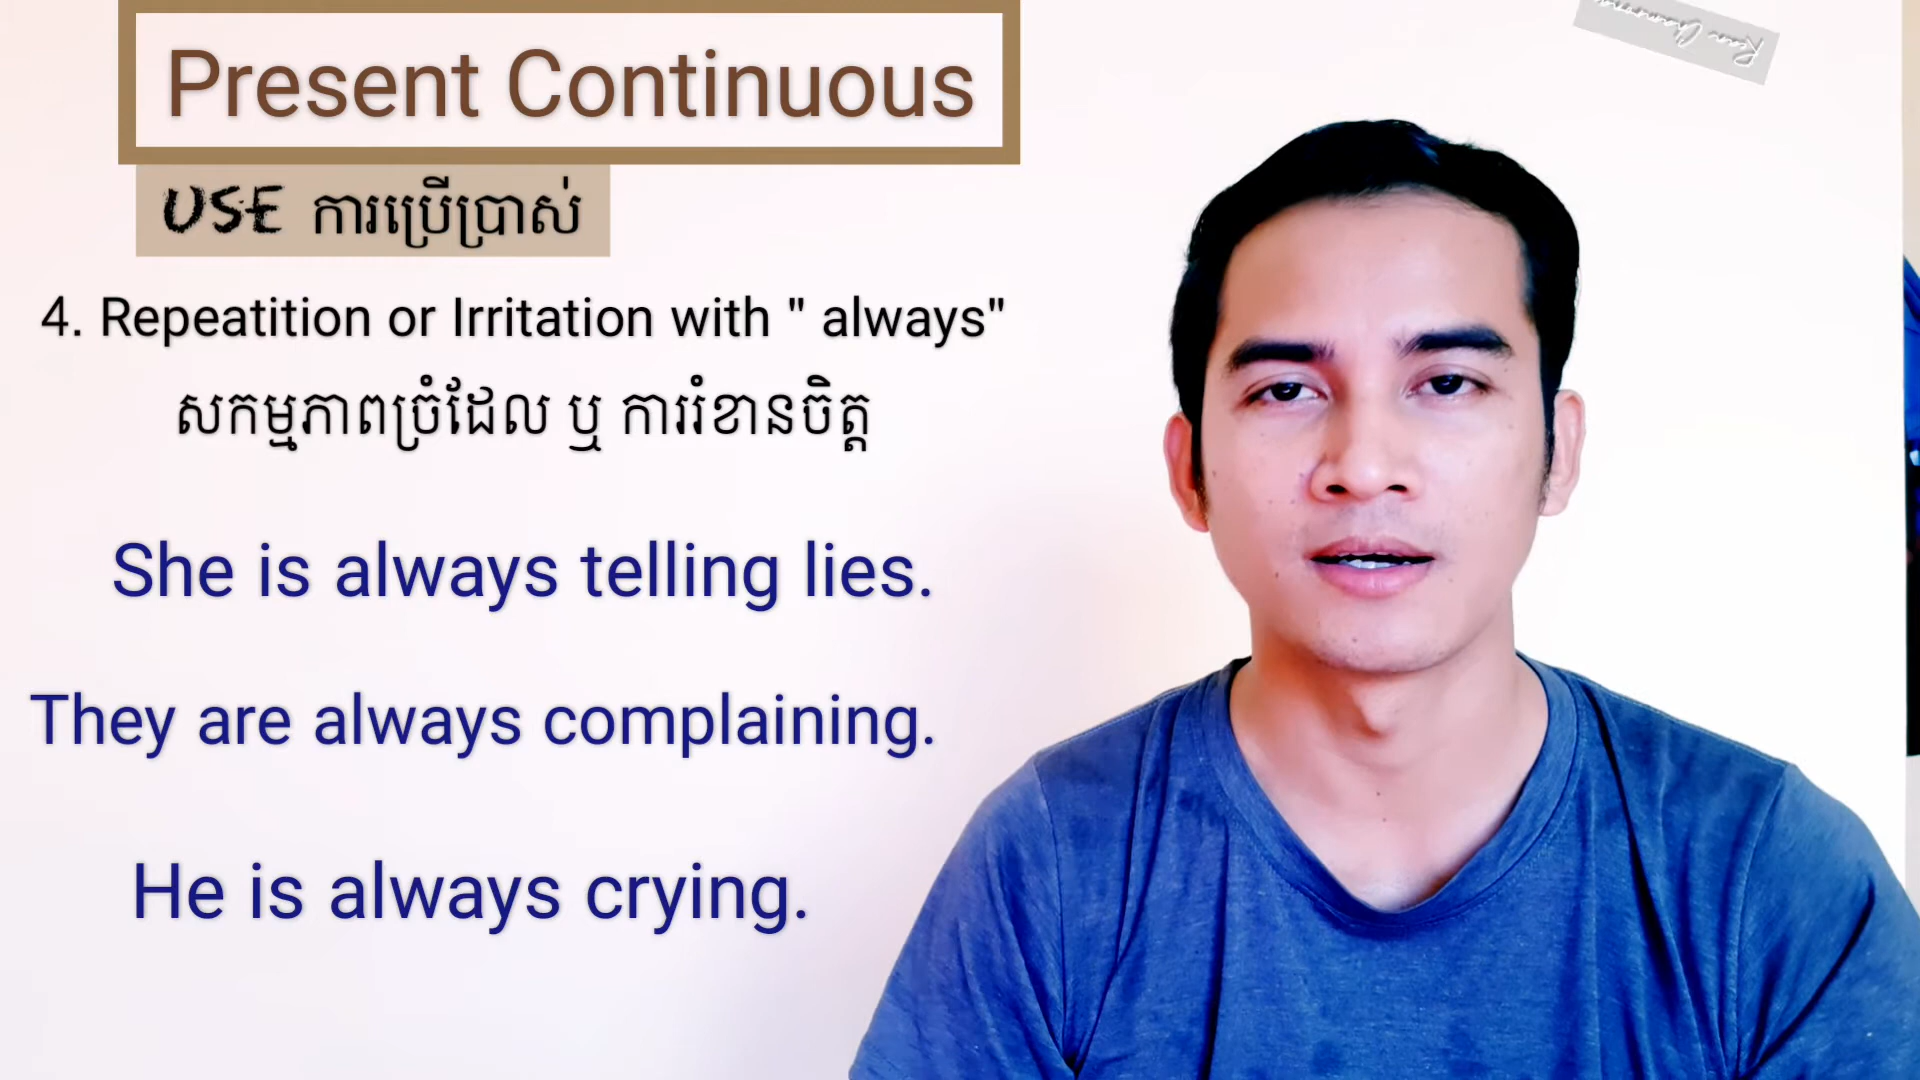 Present Continuous
USE ការប្រើប្រាស់
4. Repeatition or Irritation with " always"
សកម្មភាពច្រំដែល ឬ ការរំខានចិត្ត
She is always telling lies.
They are always complaining.
He is always crying.